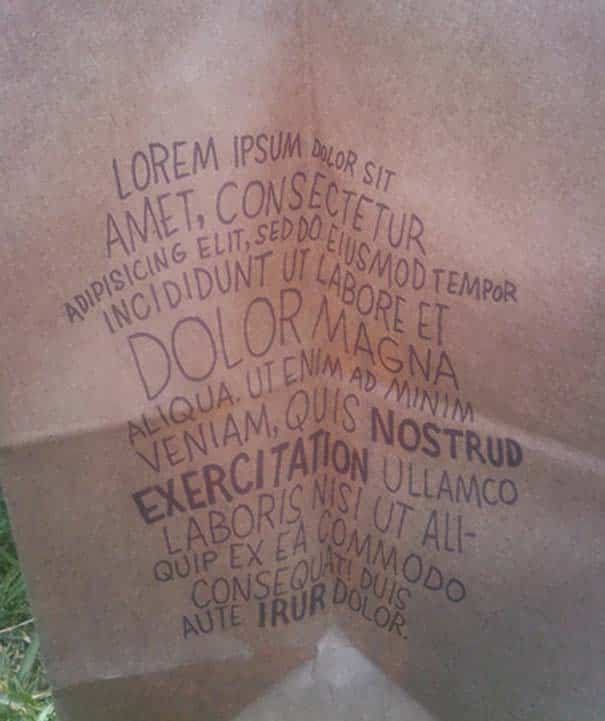 LOREM IPSUM DOLOR SIT
AMET, CONSECTETUR
ADIPISICING ELIT, SED DO EIUSMOD TEMPOR
INCIDIDUNT UT LABORE ET
DOLOR MAGNA
ALIQUA. UT ENIM AD MINIM
VENIAM, QUIS NOSTRUD
EXERCITATION ULLAMCO
LABORIS NISI UT ALI-
QUIP EX EA COMMODO
CONSEQUAT! DUIS
AUTE IRUR DOLOR.